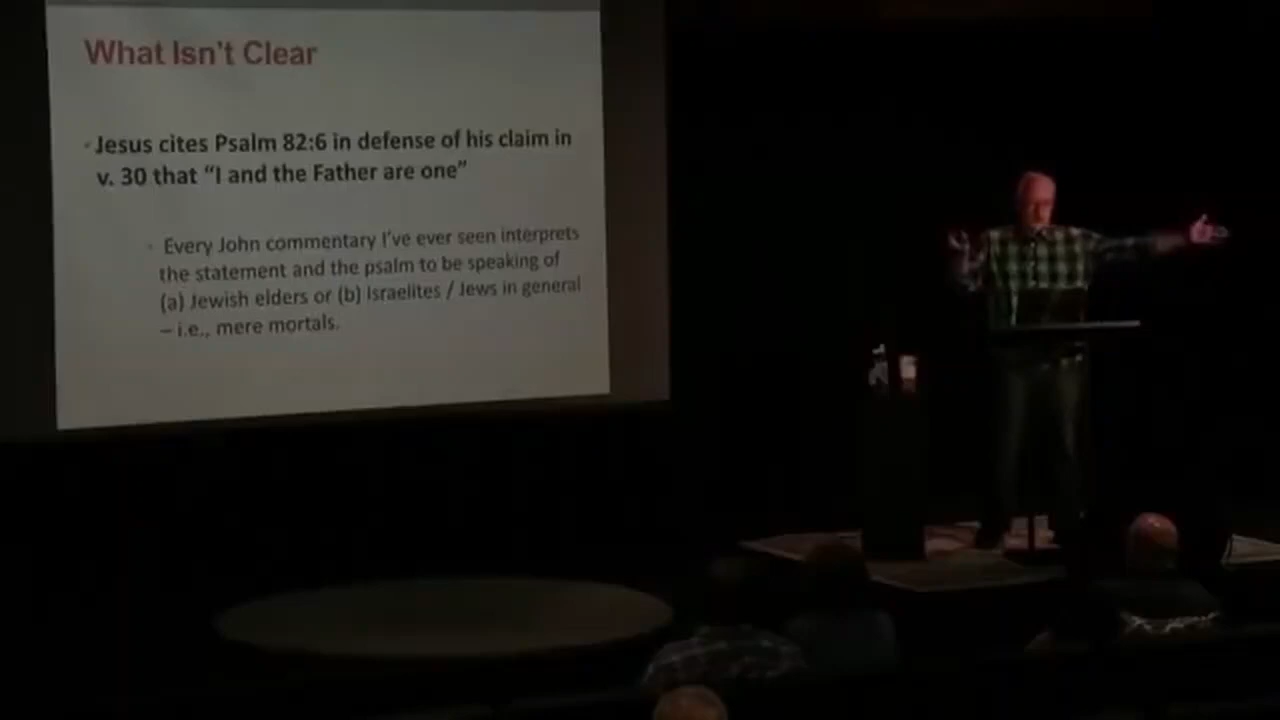 What Isn't Clear
Jesus cites Psalm 82:6 in defense of his claim in
v. 30 that “I and the Father are one”
Every John commentary I’ve ever seen interprets
the statement and the psalm to be speaking of
(a) Jewish elders or (b) Israelites / Jews in general
– i.e., mere mortals.